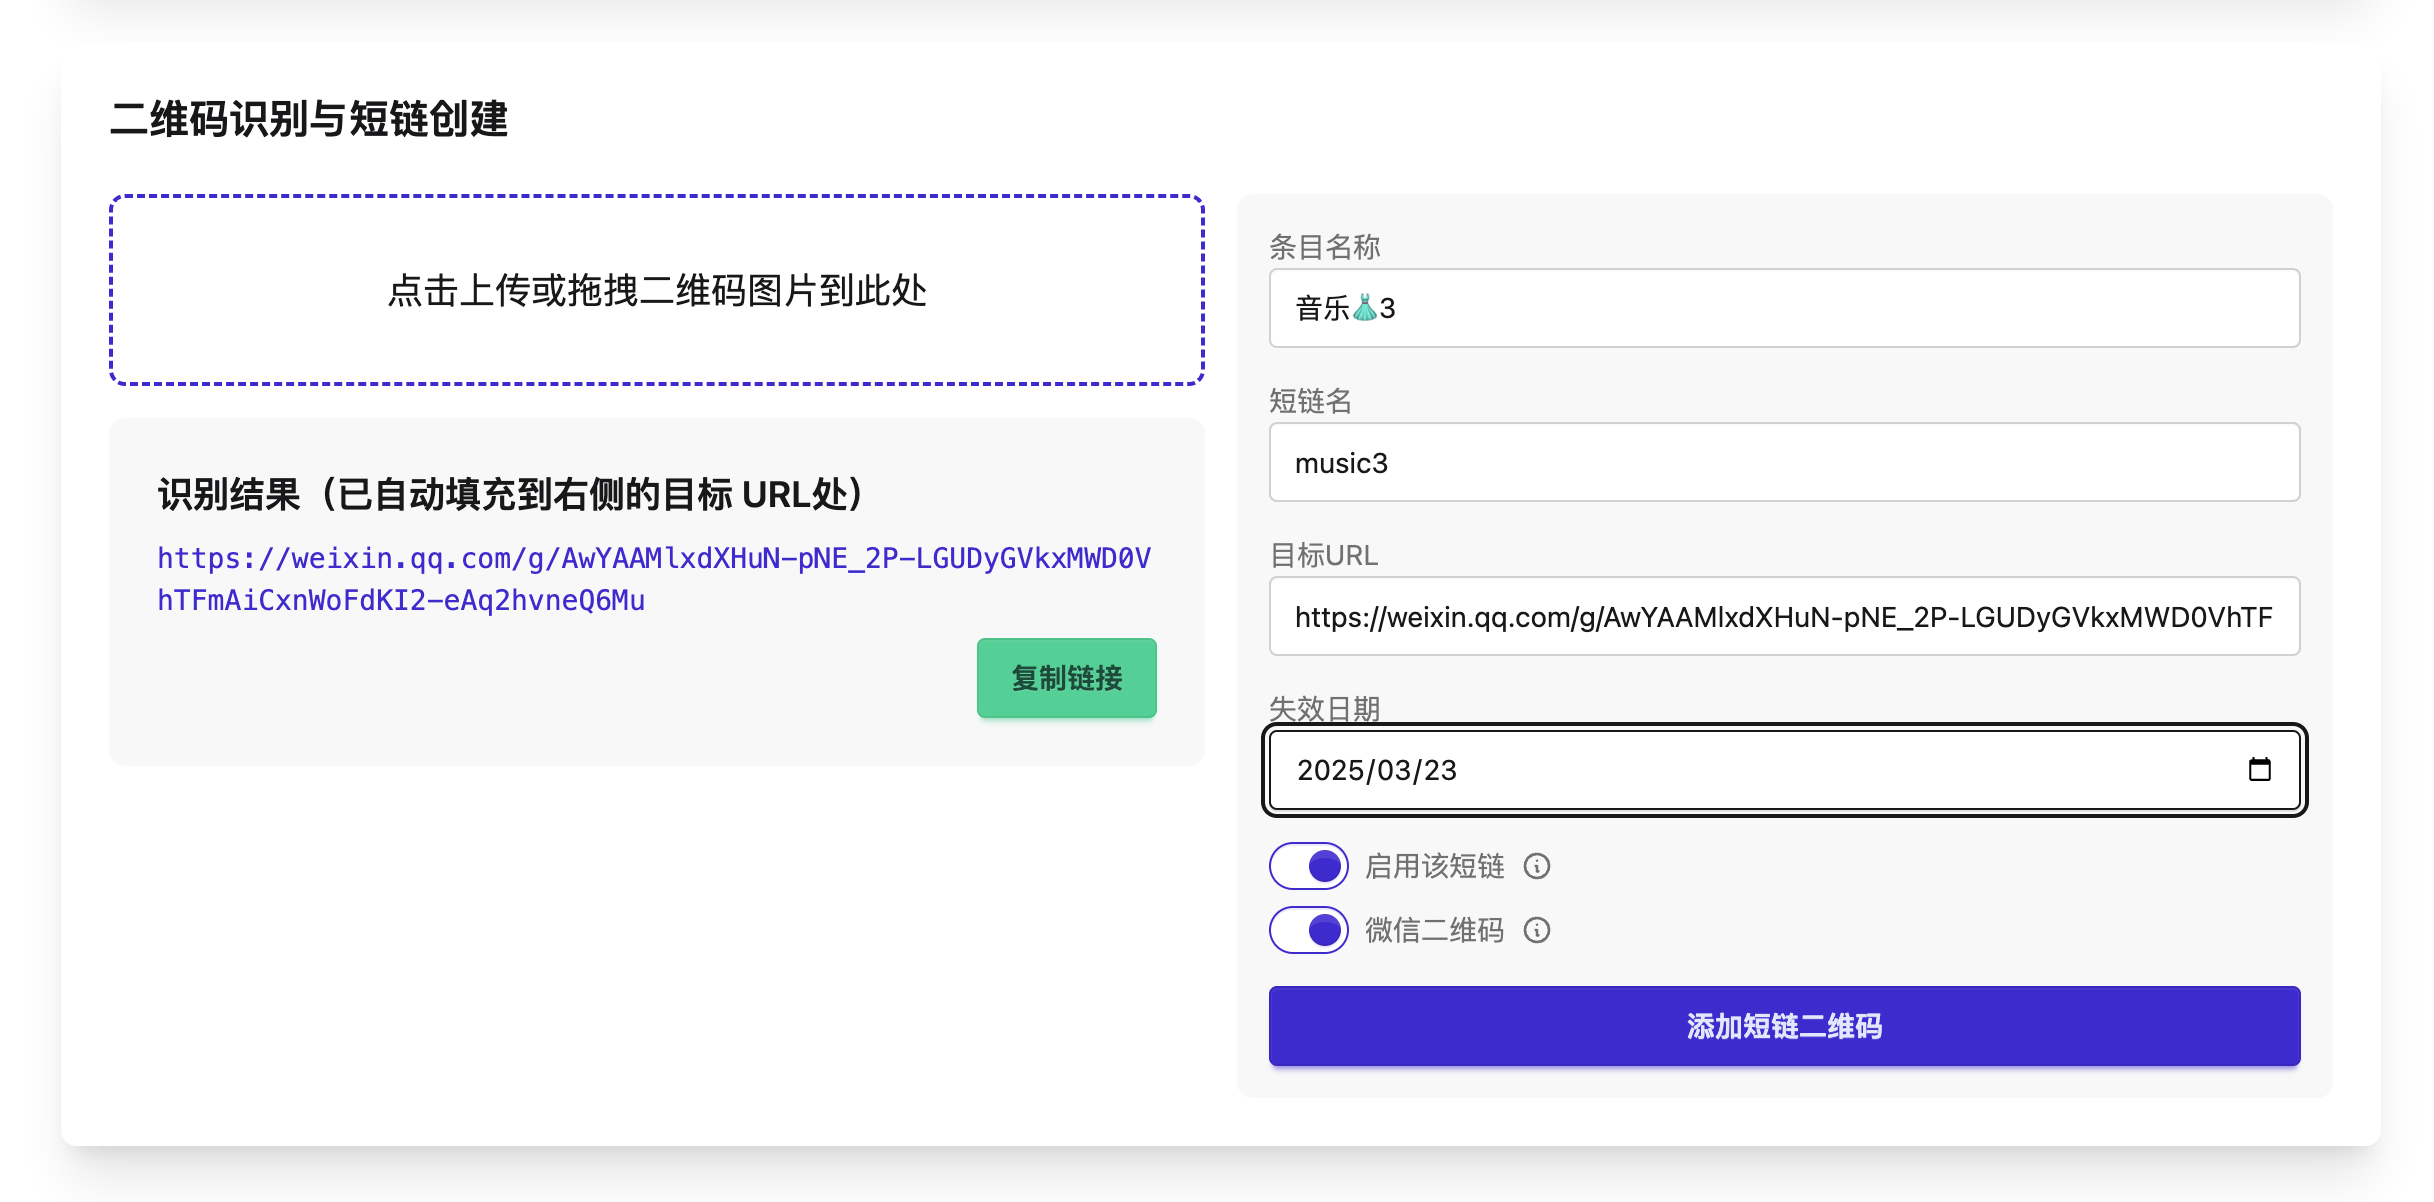 二维码识别与短链创建
点击上传或拖拽二维码图片到此处
识别结果（已自动填充到右侧的目标 URL处）
https://weixin.qq.com/g/AwYAAMlxdXHuN-pNE_2P-LGUDyGVkxMWD0V
hTFmAiCxnWoFdKI2-eAq2hvneQ6Mu
复制链接
条目名称
音乐👗3
短链名
music3
目标URL
https://weixin.qq.com/g/AwYAAMlxdXHuN-pNE_2P-LGUDyGVkxMWD0VhTF
失效日期
2025/03/23
启用该短链
微信二维码
添加短链二维码